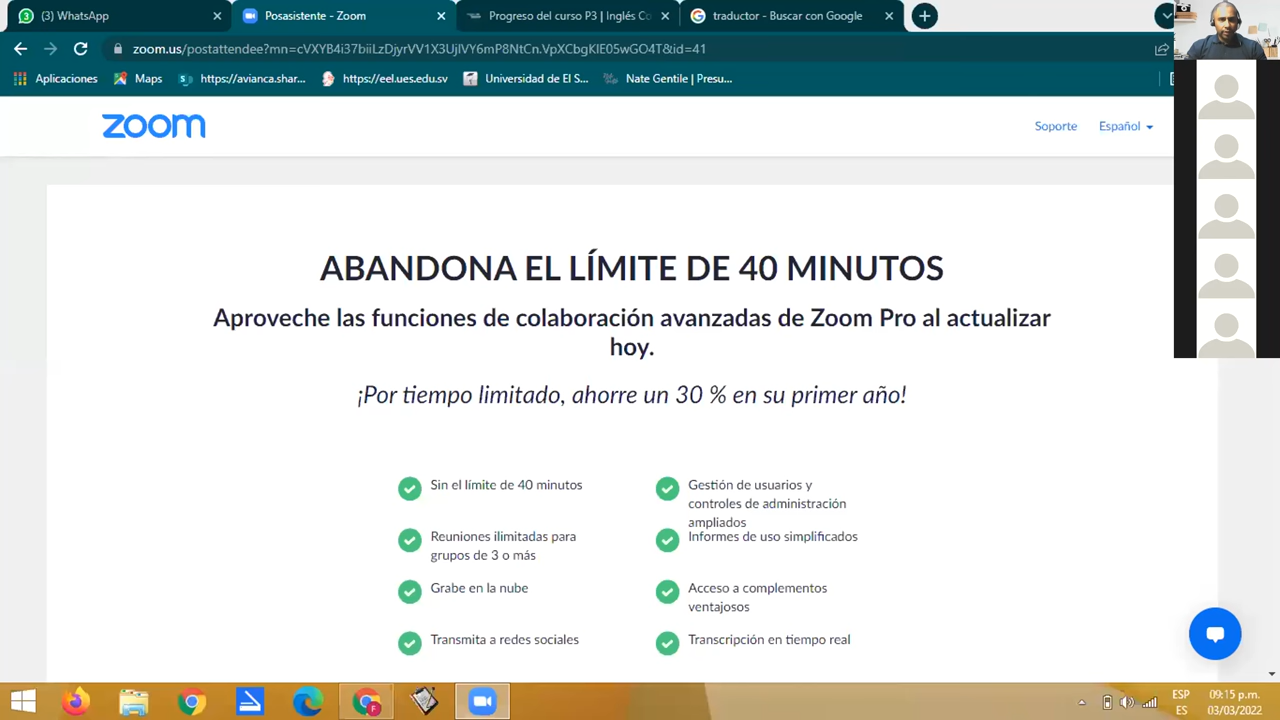 (3) WhatsApp
Posasistente - Zoom
Progreso del curso P3 | Inglés Co
traductor - Buscar con Google
zoom.us/postattendee?mn=cVXYB4i37biiLzDjyrVV1X3UjlVY6mP8NtCn.VpXCbgKlE05wGO4T&id=41
Aplicaciones
Maps
https://avianca.shar...
https://eel.ues.edu.sv
Universidad de El S...
Nate Gentile | Presu...
zoom
Soporte
Español
ABANDONA EL LÍMITE DE 40 MINUTOS
Aproveche las funciones de colaboración avanzadas de Zoom Pro al actualizar
hoy.
¡Por tiempo limitado, ahorre un 30 % en su primer año!
Sin el límite de 40 minutos
Reuniones ilimitadas para
grupos de 3 o más
Grabe en la nube
Transmita a redes sociales
Gestión de usuarios y
controles de administración
ampliados
Informes de uso simplificados
Acceso a complementos
ventajosos
Transcripción en tiempo real
ESP
ES
09:15 p.m.
03/03/2022